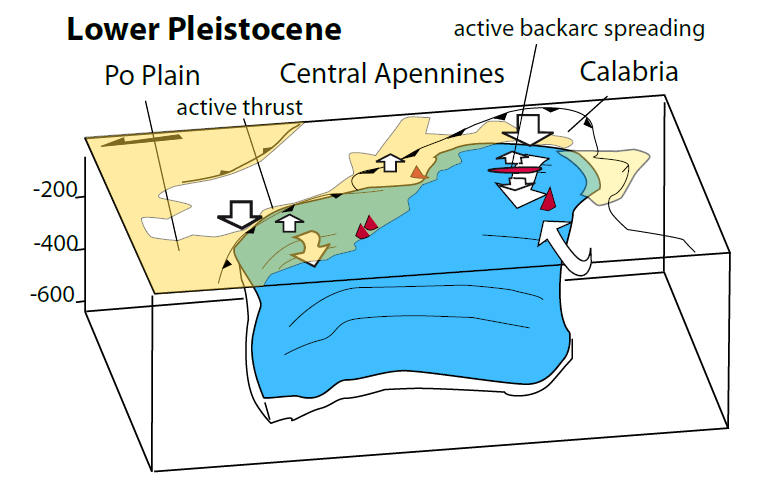 Lower Pleistocene
active backarc spreading
Po Plain
Central Apennines
Calabria
active thrust
-200
-400
-600